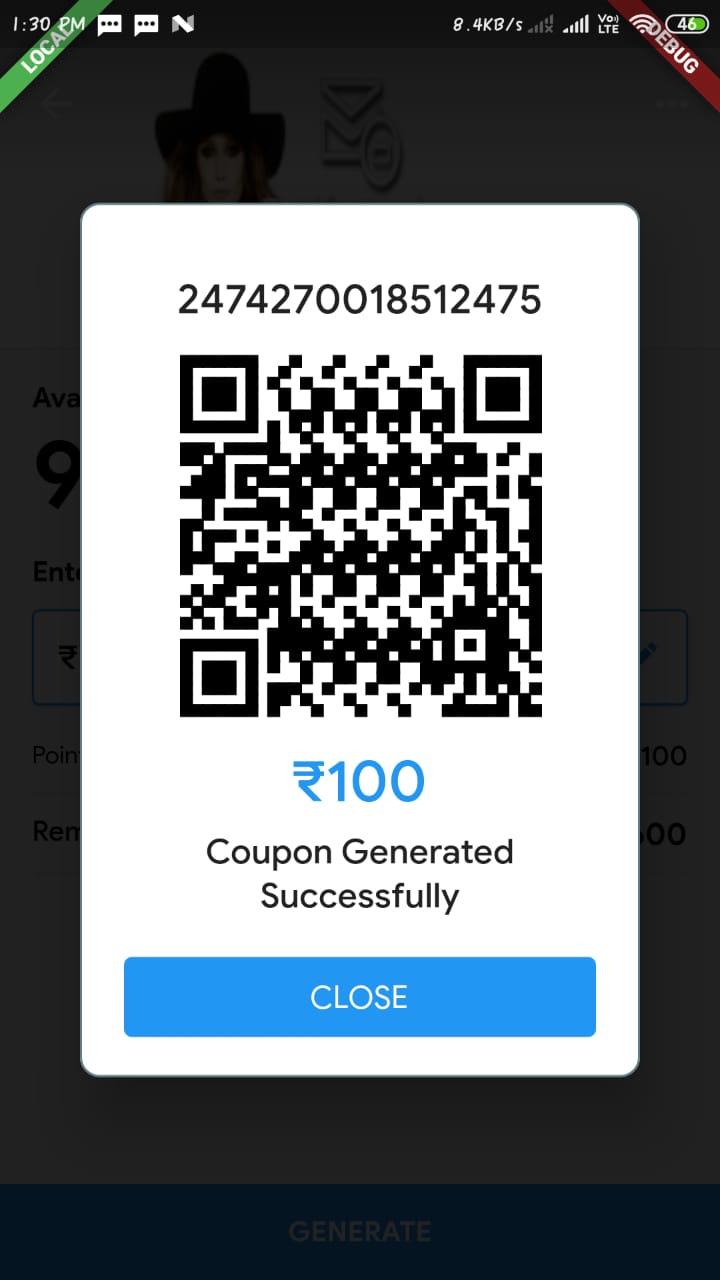 1:30 PM
8.4KB/s
Vo)) LTE
46
LOCAL
DEBUG
2474270018512475
Ava
9
Ente
₹
₹100
Poin
100
Coupon Generated
Rem
00
Successfully
CLOSE
GENERATE